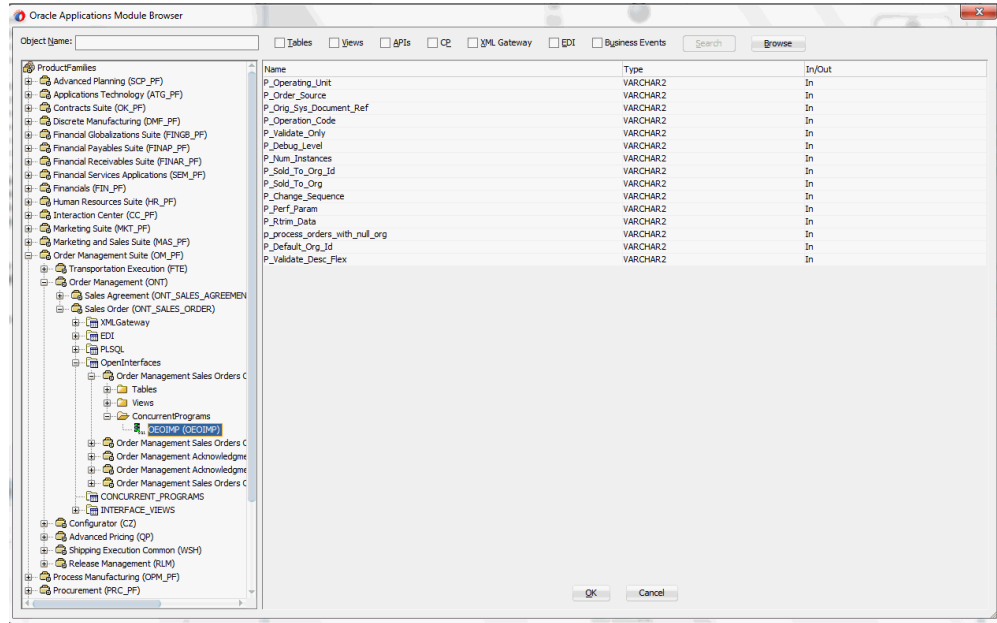 Oracle Applications Module Browser
Object Name: Tables Views APIs CP XML Gateway EDI Business Events Search Browse
ProductFamilies
Advanced Planning (SCP_PF)
Applications Technology (ATG_PF)
Contracts Suite (OK_PF)
Discrete Manufacturing (DMF_PF)
Financial Globalizations Suite (FINGB_PF)
Financial Payables Suite (FINAP_PF)
Financial Receivables Suite (FINAR_PF)
Financial Services Applications (SEM_PF)
Financials (FIN_PF)
Human Resources Suite (HR_PF)
Interaction Center (CC_PF)
Marketing Suite (MKT_PF)
Marketing and Sales Suite (MAS_PF)
Order Management Suite (OM_PF)
Transportation Execution (FTE)
Order Management (ONT)
Sales Agreement (ONT_SALES_AGREEMEN
Sales Order (ONT_SALES_ORDER)
XMLGateway
EDI
PLSQL
OpenInterfaces
Order Management Sales Orders C
Tables
Views
ConcurrentPrograms
OEOIMP (OEOIMP)
Order Management Sales Orders C
Order Management Acknowledgme
Order Management Acknowledgme
Order Management Sales Orders C
CONCURRENT_PROGRAMS
INTERFACE_VIEWS
Configurator (CZ)
Advanced Pricing (QP)
Shipping Execution Common (WSH)
Release Management (RLM)
Process Manufacturing (OPM_PF)
Procurement (PRC_PF)
Name Type In/Out
P_Operating_Unit VARCHAR2 In
P_Order_Source VARCHAR2 In
P_Orig_Sys_Document_Ref VARCHAR2 In
P_Operation_Code VARCHAR2 In
P_Validate_Only VARCHAR2 In
P_Debug_Level VARCHAR2 In
P_Num_Instances VARCHAR2 In
P_Sold_To_Org_Id VARCHAR2 In
P_Sold_To_Org VARCHAR2 In
P_Change_Sequence VARCHAR2 In
P_Perf_Param VARCHAR2 In
P_Rtrim_Data VARCHAR2 In
p_process_orders_with_null_org VARCHAR2 In
P_Default_Org_Id VARCHAR2 In
P_Validate_Desc_Flex VARCHAR2 In
OK Cancel